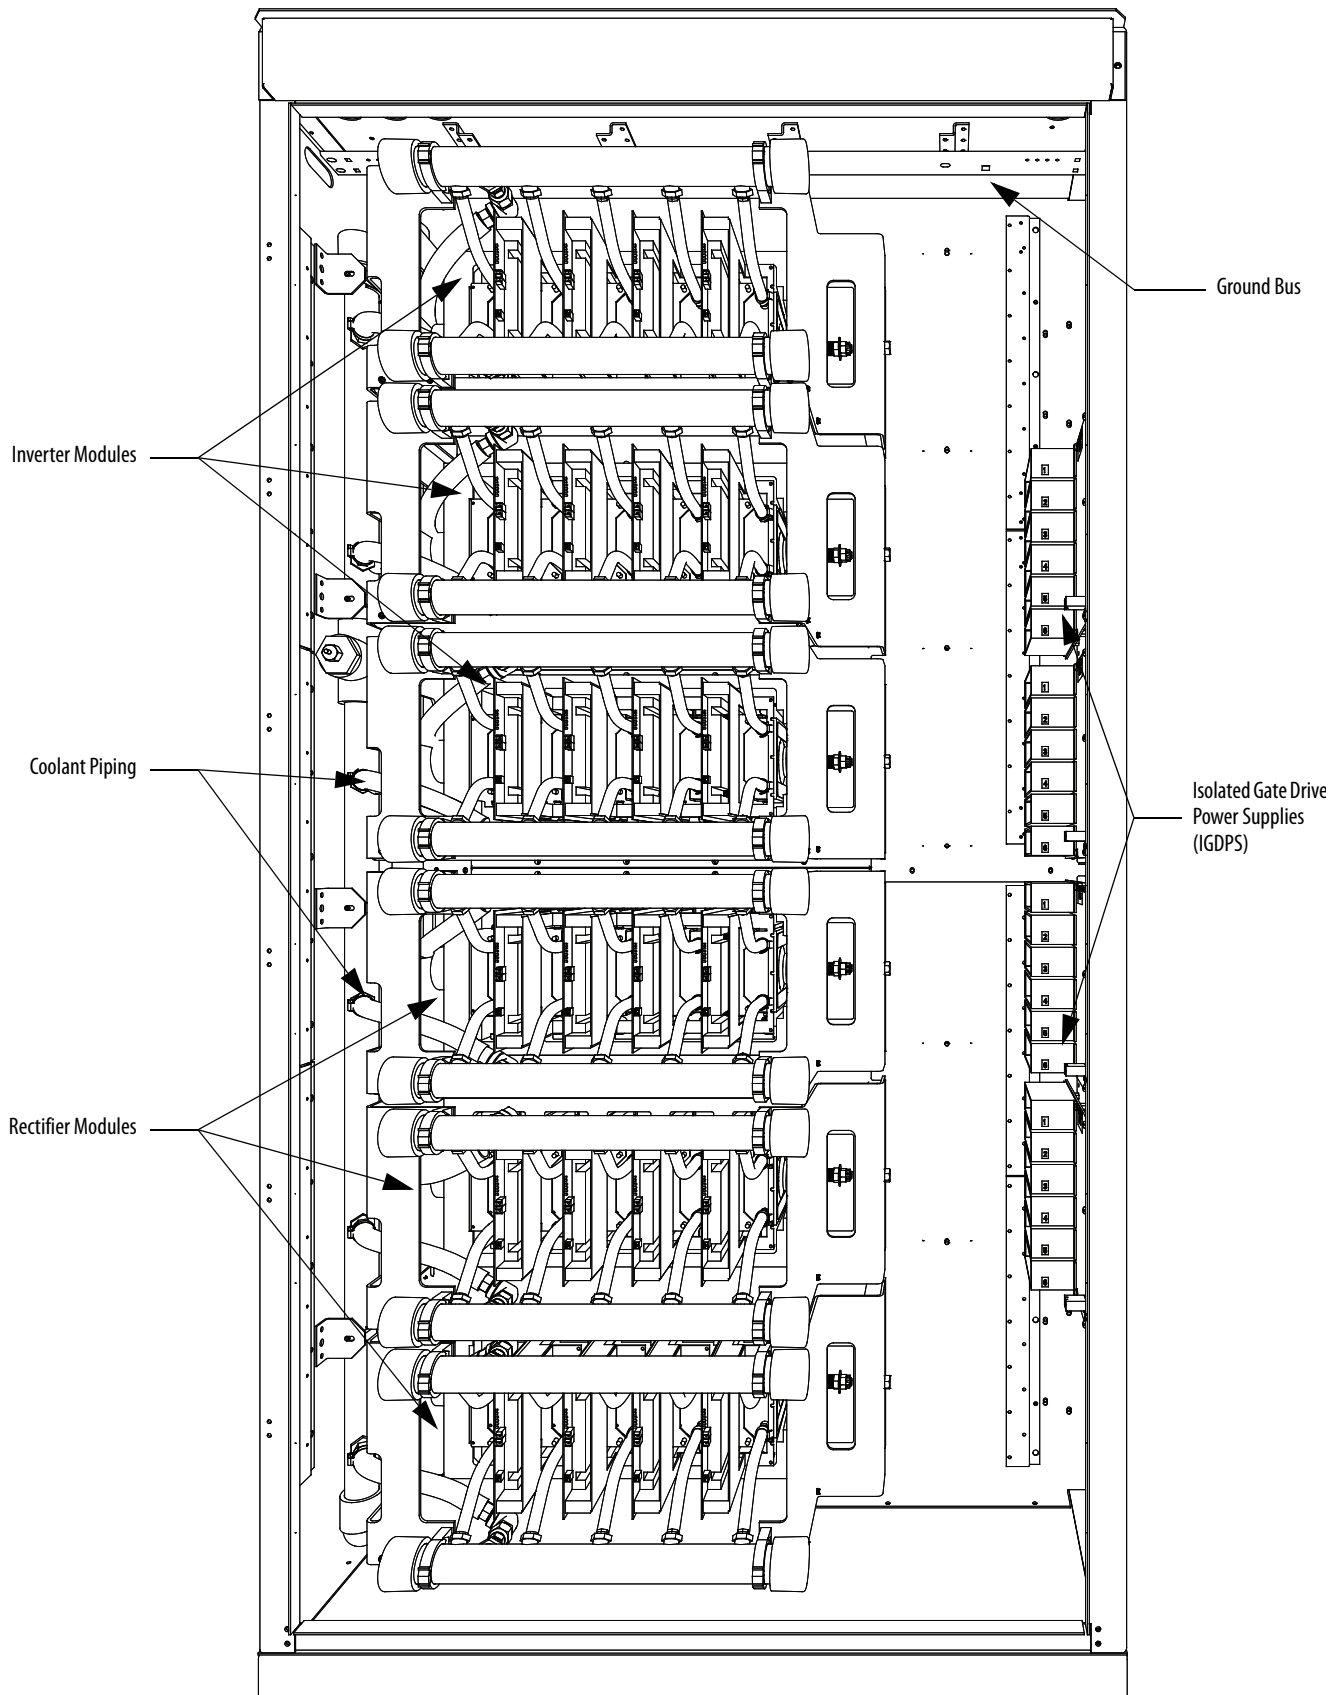 Ground Bus
Inverter Modules
Coolant Piping
Isolated Gate Drive
Power Supplies
(IGDPS)
Rectifier Modules